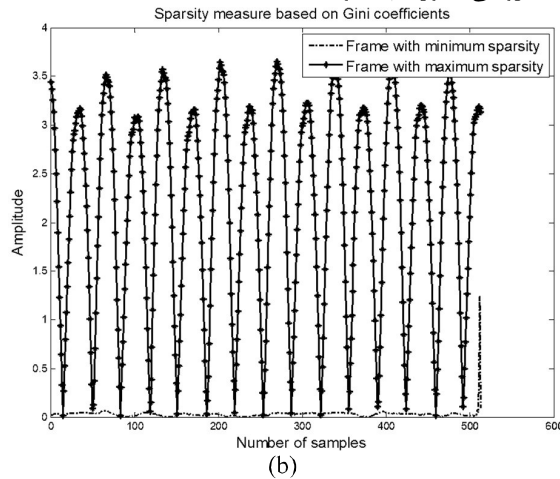 Sparsity measure based on Gini coefficients
Frame with minimum sparsity
Frame with maximum sparsity
Amplitude
4
3.5
3
2.5
2
1.5
1
0.5
0
0 100 200 300 400 500 600
Number of samples
(b)